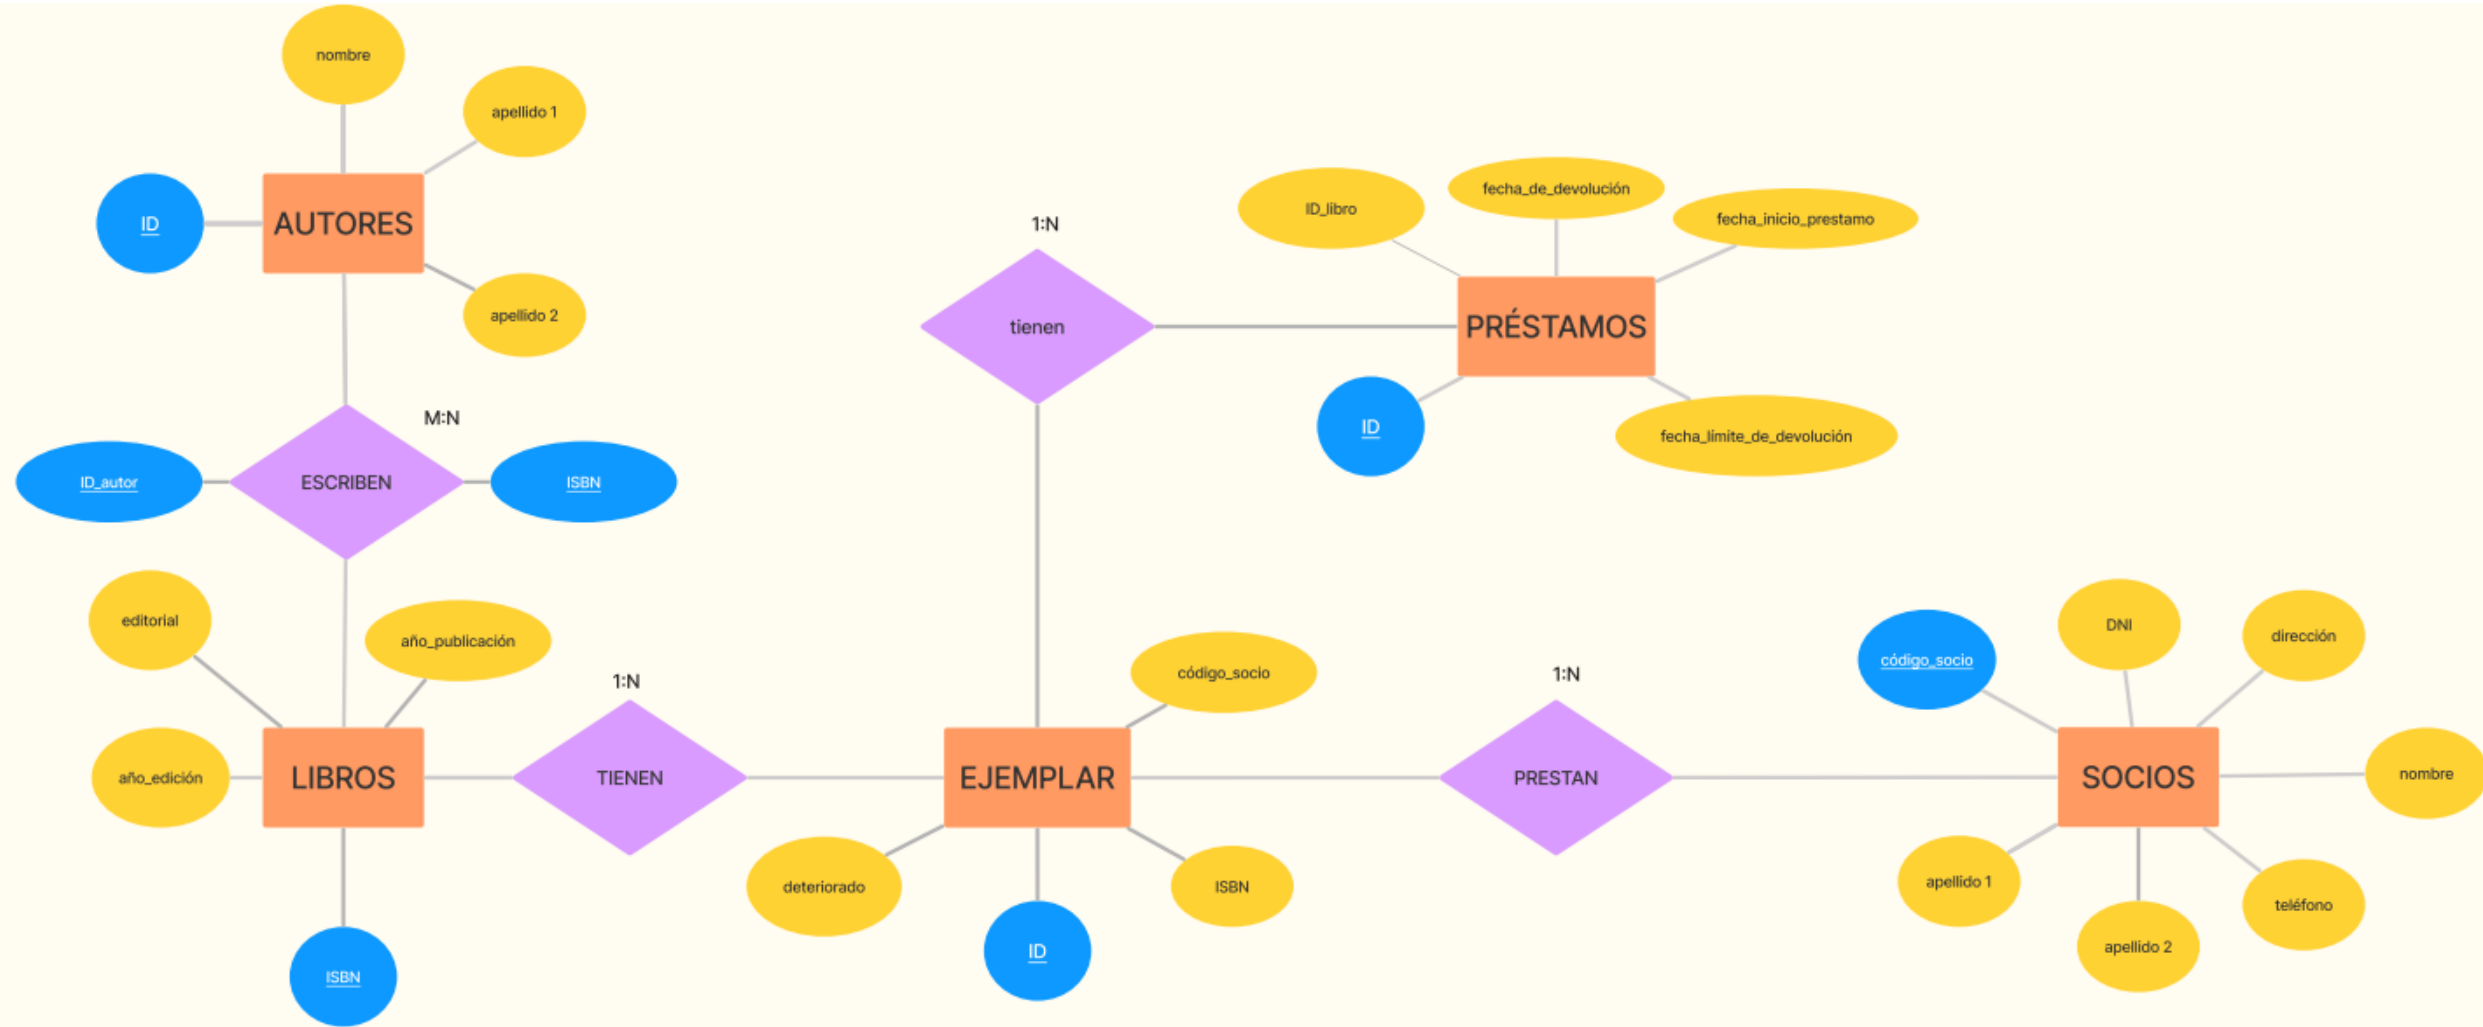 nombre
apellido 1
ID
AUTORES
apellido 2
M:N
ID_autor
ESCRIBEN
ISBN
editorial
año_publicación
año_edición
LIBROS
ISBN
1:N
TIENEN
1:N
tienen
ID_libro
fecha_de_devolución
fecha_inicio_prestamo
PRÉSTAMOS
ID
fecha_límite_de_devolución
código_socio
EJEMPLAR
deteriorado
ID
ISBN
1:N
PRESTAN
código_socio
DNI
dirección
SOCIOS
nombre
apellido 1
apellido 2
teléfono